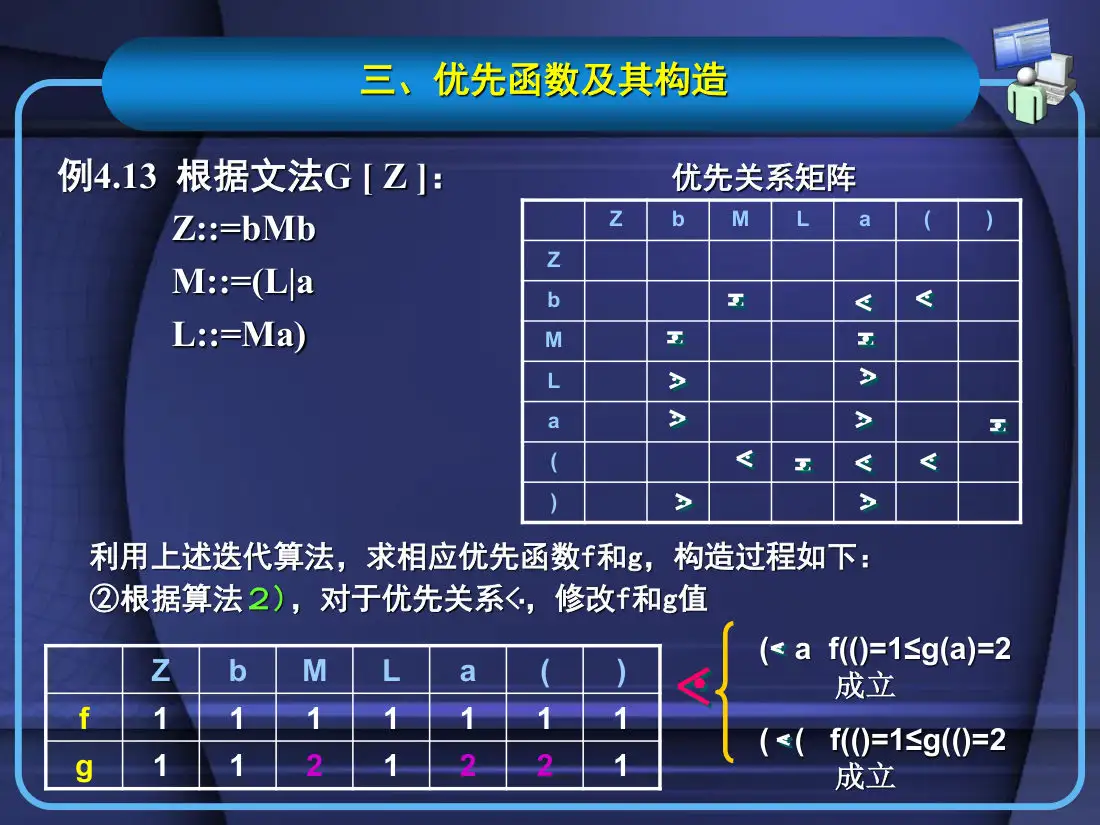 三、优先函数及其构造
例4.13 根据文法G [ Z ]：
Z::=bMb
M::=(L|a
L::=Ma)
优先关系矩阵
Z b M L a ( )
Z
b ≐ ⋖ ⋖
M ≐ ≐
L ⋗ ⋗
a ⋗ ⋗ ≐
( ⋖ ≐ ⋖ ⋖
) ⋗ ⋗
利用上述迭代算法，求相应优先函数f和g，构造过程如下：
②根据算法２），对于优先关系⋖，修改f和g值
Z b M L a ( )
f 1 1 1 1 1 1 1
g 1 1 2 1 2 2 1
⋖
(⋖ a f(()=1≤g(a)=2
成立
( ⋖( f(()=1≤g(()=2
成立